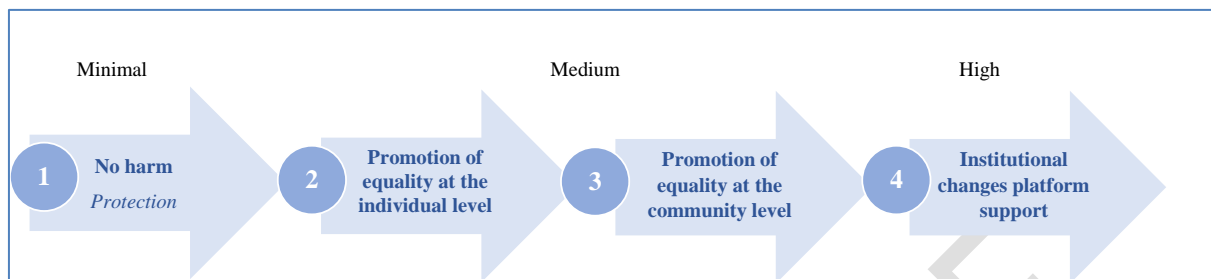 Minimal
Medium
High
1
No harm
Protection
2
Promotion of
equality at the
individual level
3
Promotion of
equality at the
community level
4
Institutional
changes platform
support